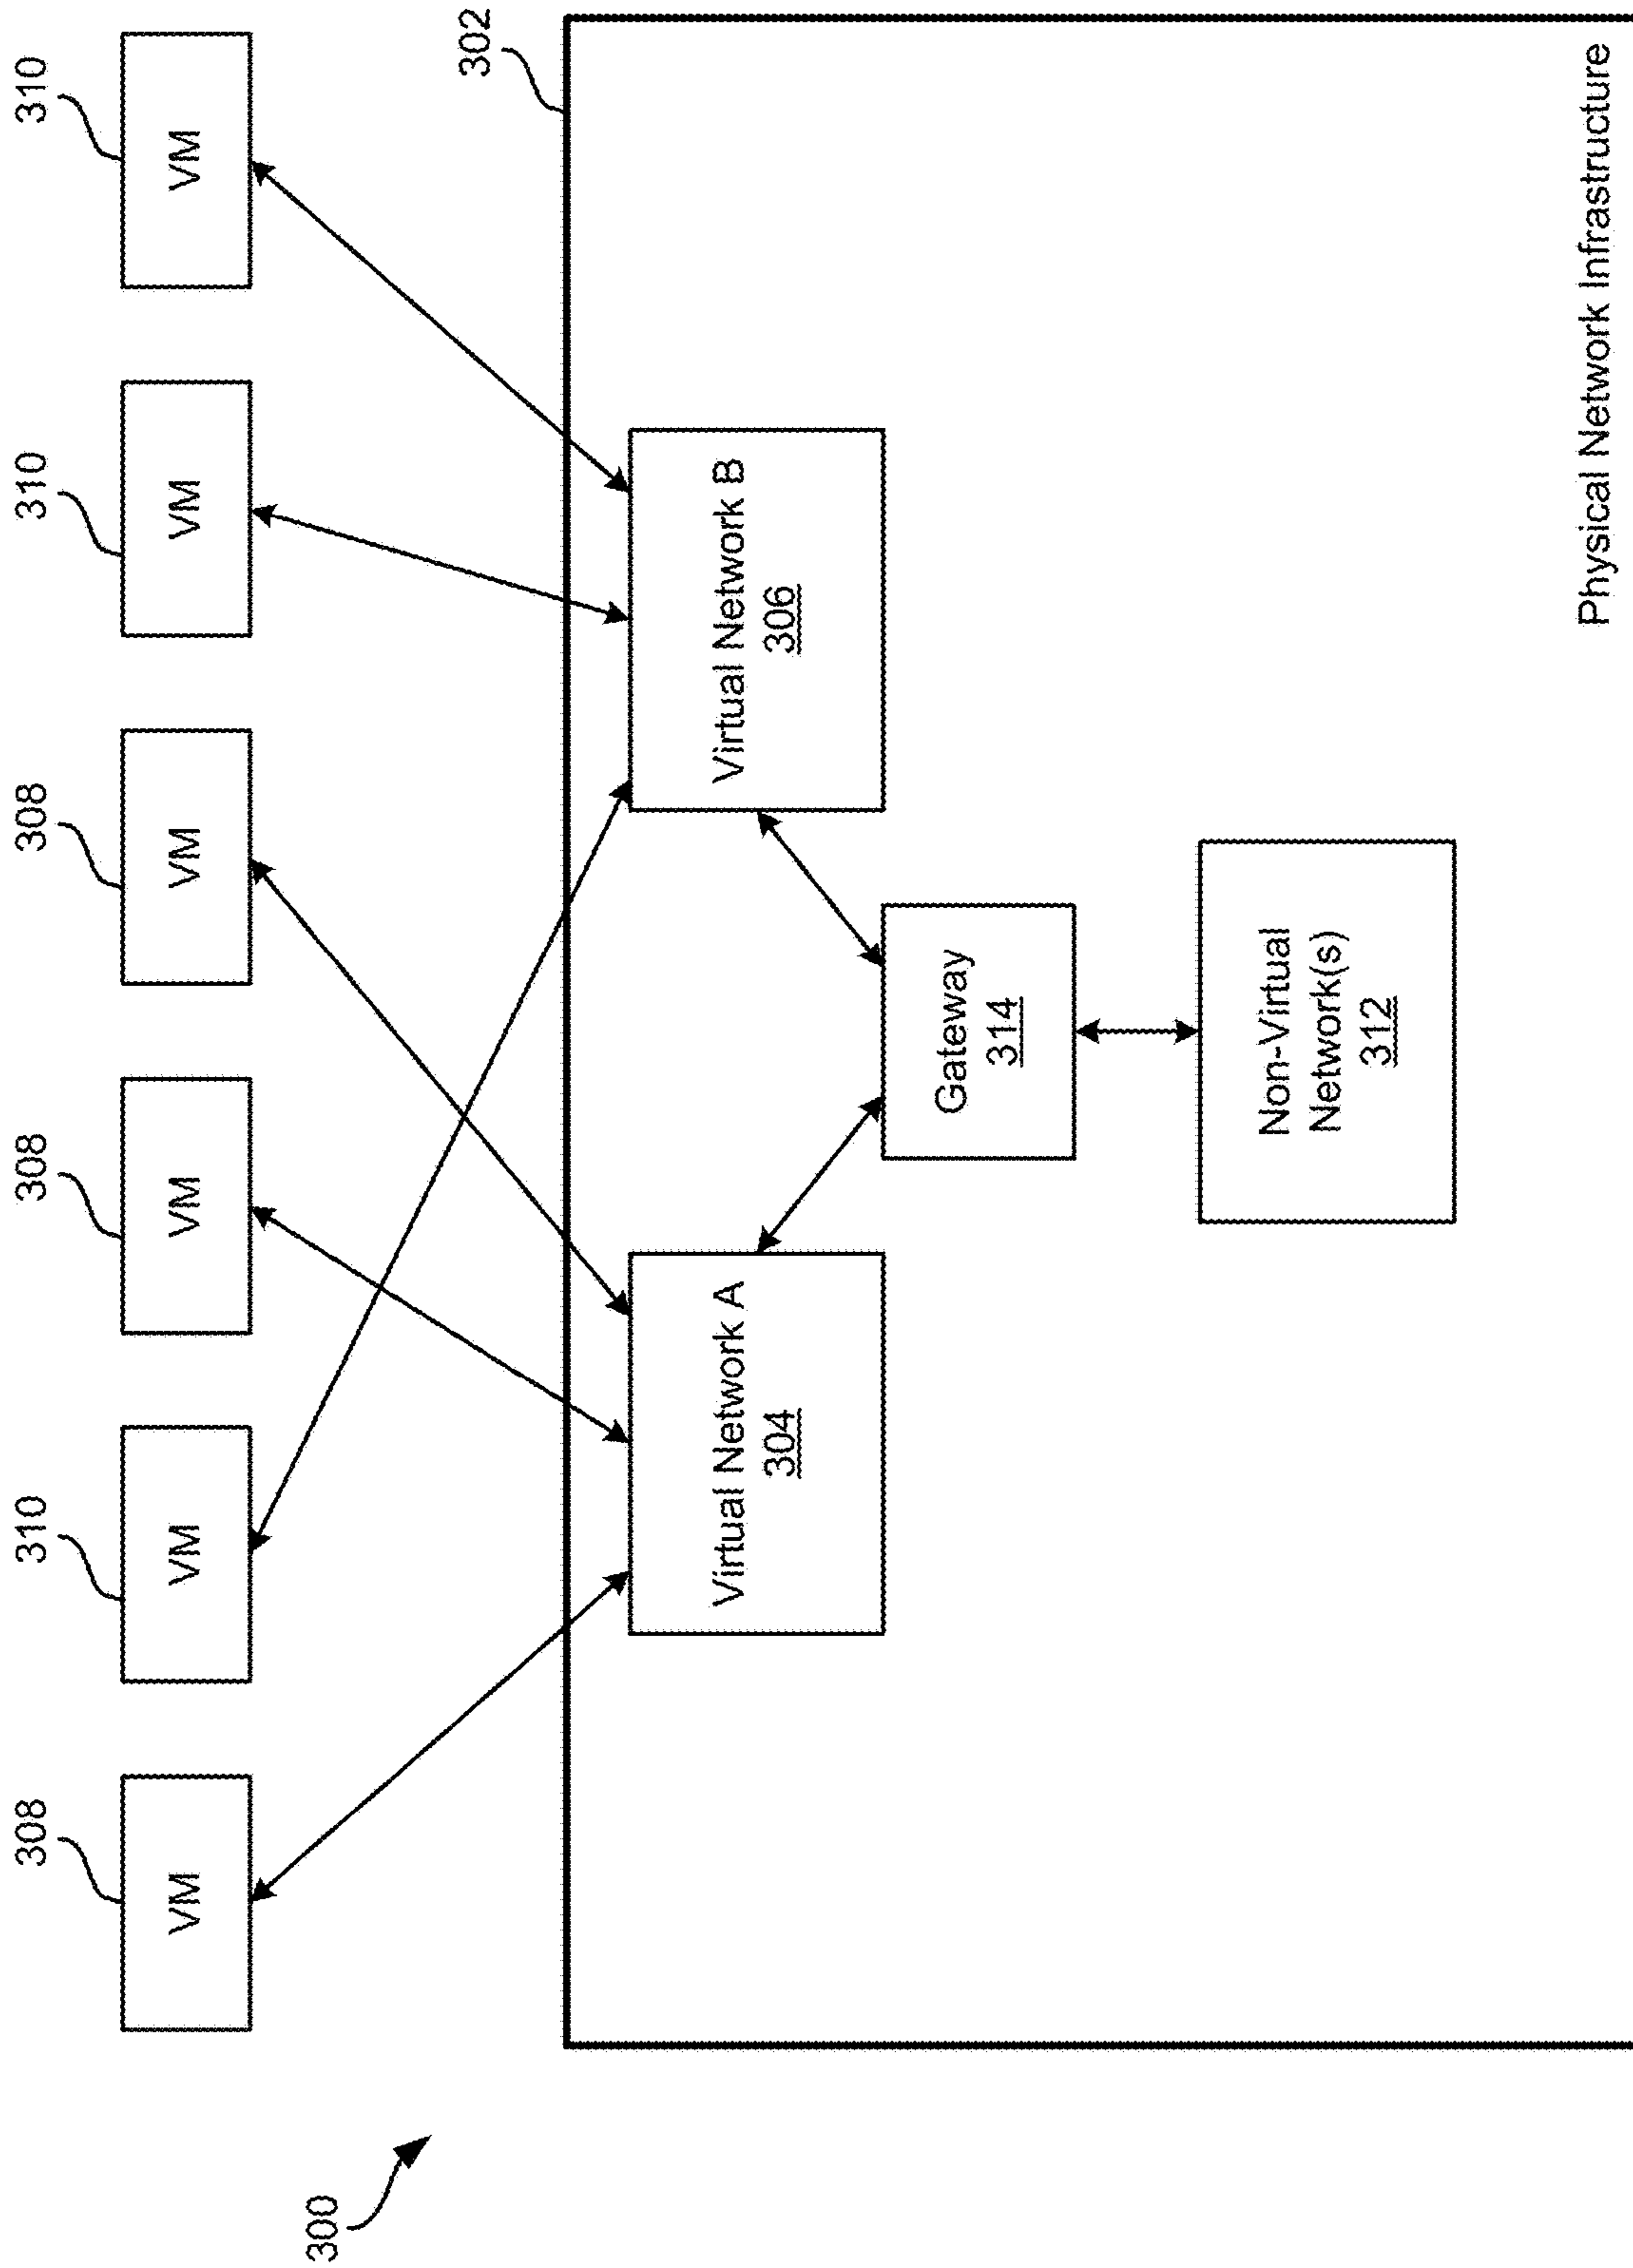 308
310
308
308
310
310
VM
VM
VM
VM
VM
VM
300
302
Virtual Network A
304
Virtual Network B
306
Gateway
314
Non-Virtual
Network(s)
312
Physical Network Infrastructure